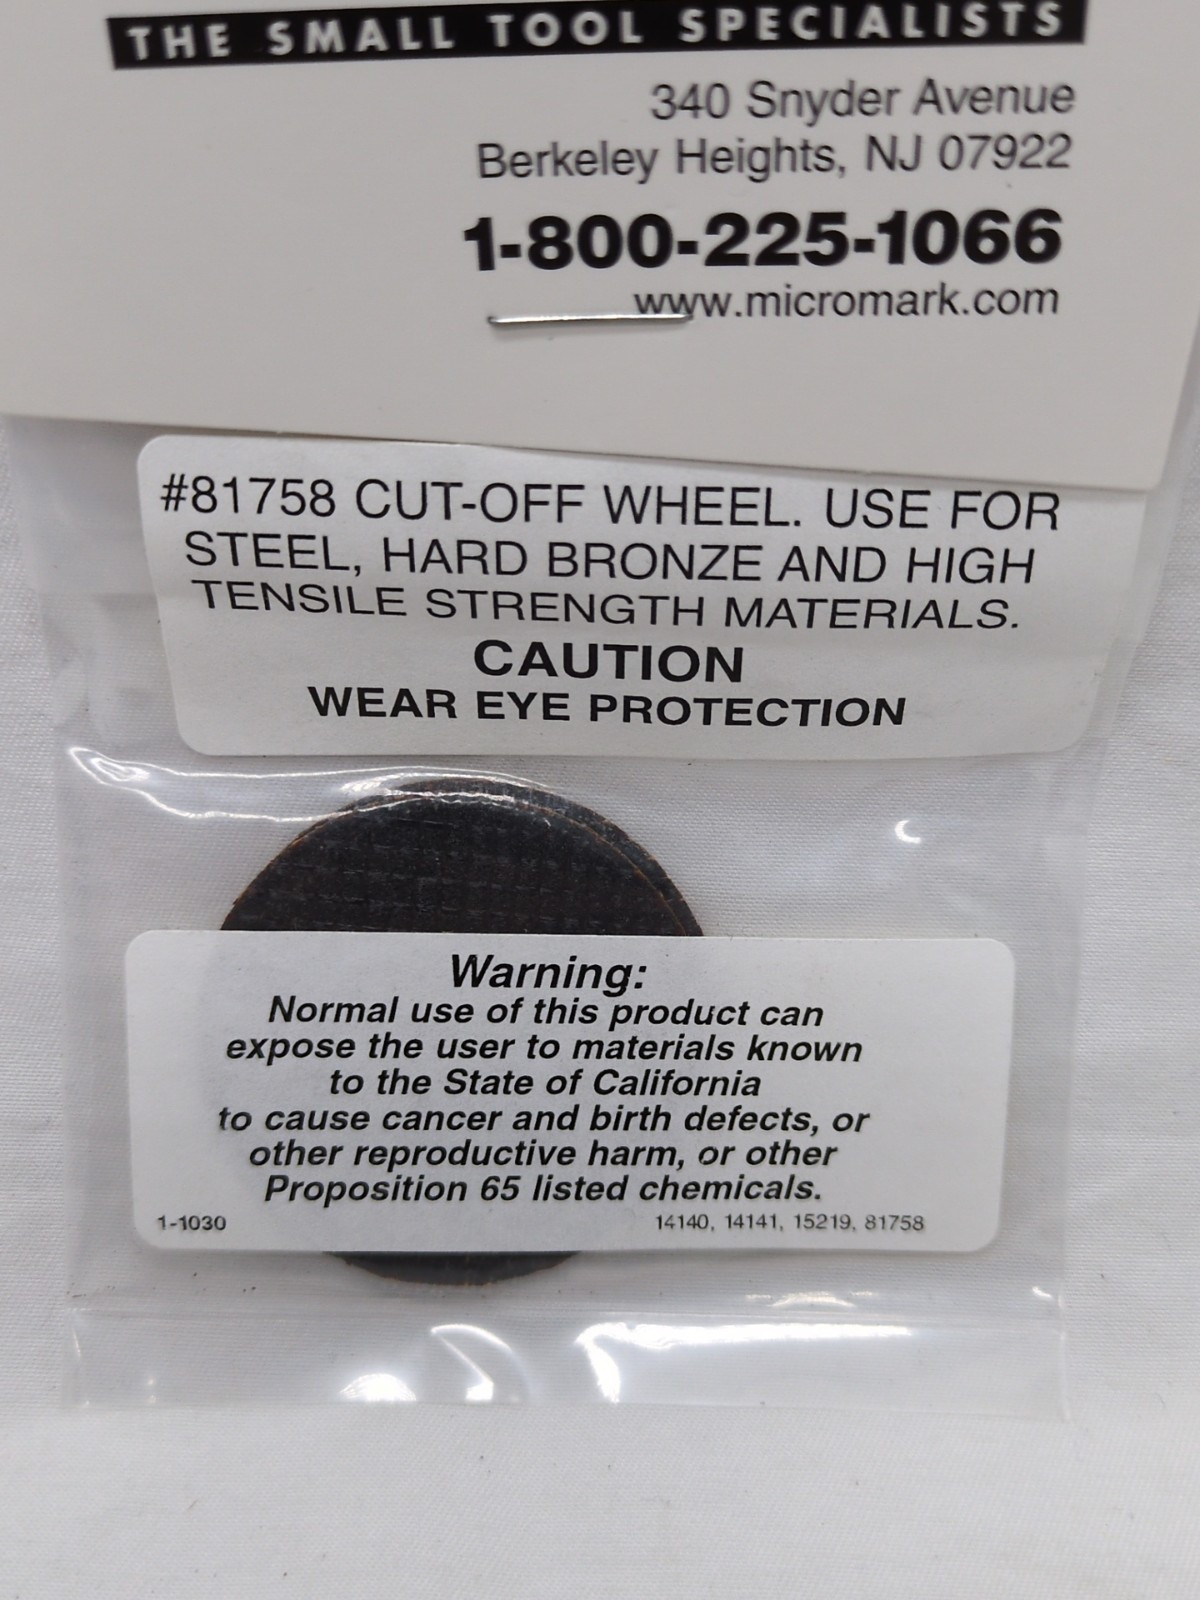 THE SMALL TOOL SPECIALISTS
340 Snyder Avenue
Berkeley Heights, NJ 07922
1-800-225-1066
www.micromark.com
#81758 CUT-OFF WHEEL. USE FOR
STEEL, HARD BRONZE AND HIGH
TENSILE STRENGTH MATERIALS.
CAUTION
WEAR EYE PROTECTION
Warning:
Normal use of this product can
expose the user to materials known
to the State of California
to cause cancer and birth defects, or
other reproductive harm, or other
Proposition 65 listed chemicals.
1-1030 14140, 14141, 15219, 81758